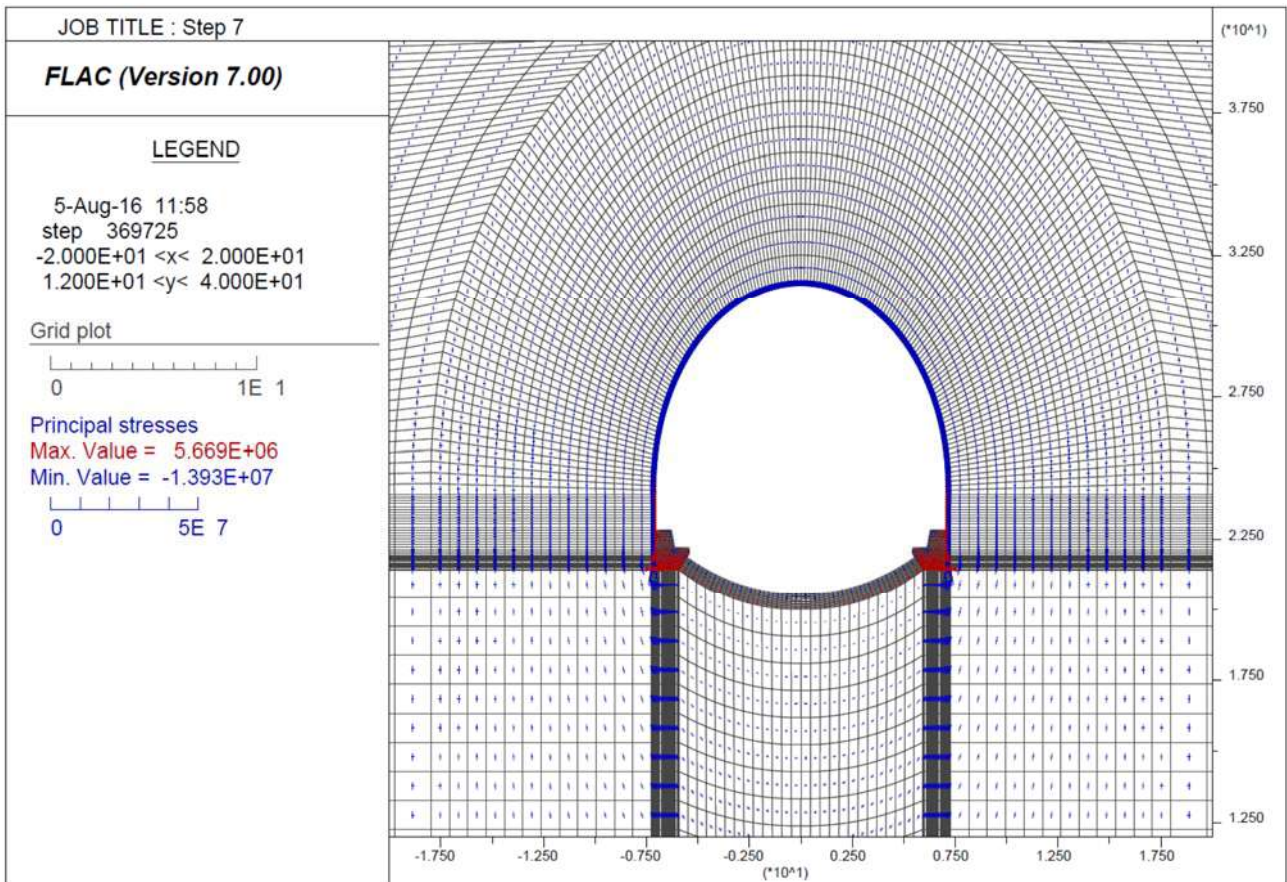 JOB TITLE : Step 7
FLAC (Version 7.00)
LEGEND
5-Aug-16 11:58
step 369725
-2.000E+01 <x< 2.000E+01
1.200E+01 <y< 4.000E+01
Grid plot
0 1E 1
Principal stresses
Max. Value = 5.669E+06
Min. Value = -1.393E+07
0 5E 7
(*10^1)
3.750
3.250
2.750
2.250
1.750
1.250
-1.750 -1.250 -0.750 -0.250 0.250 0.750 1.250 1.750
(*10^1)